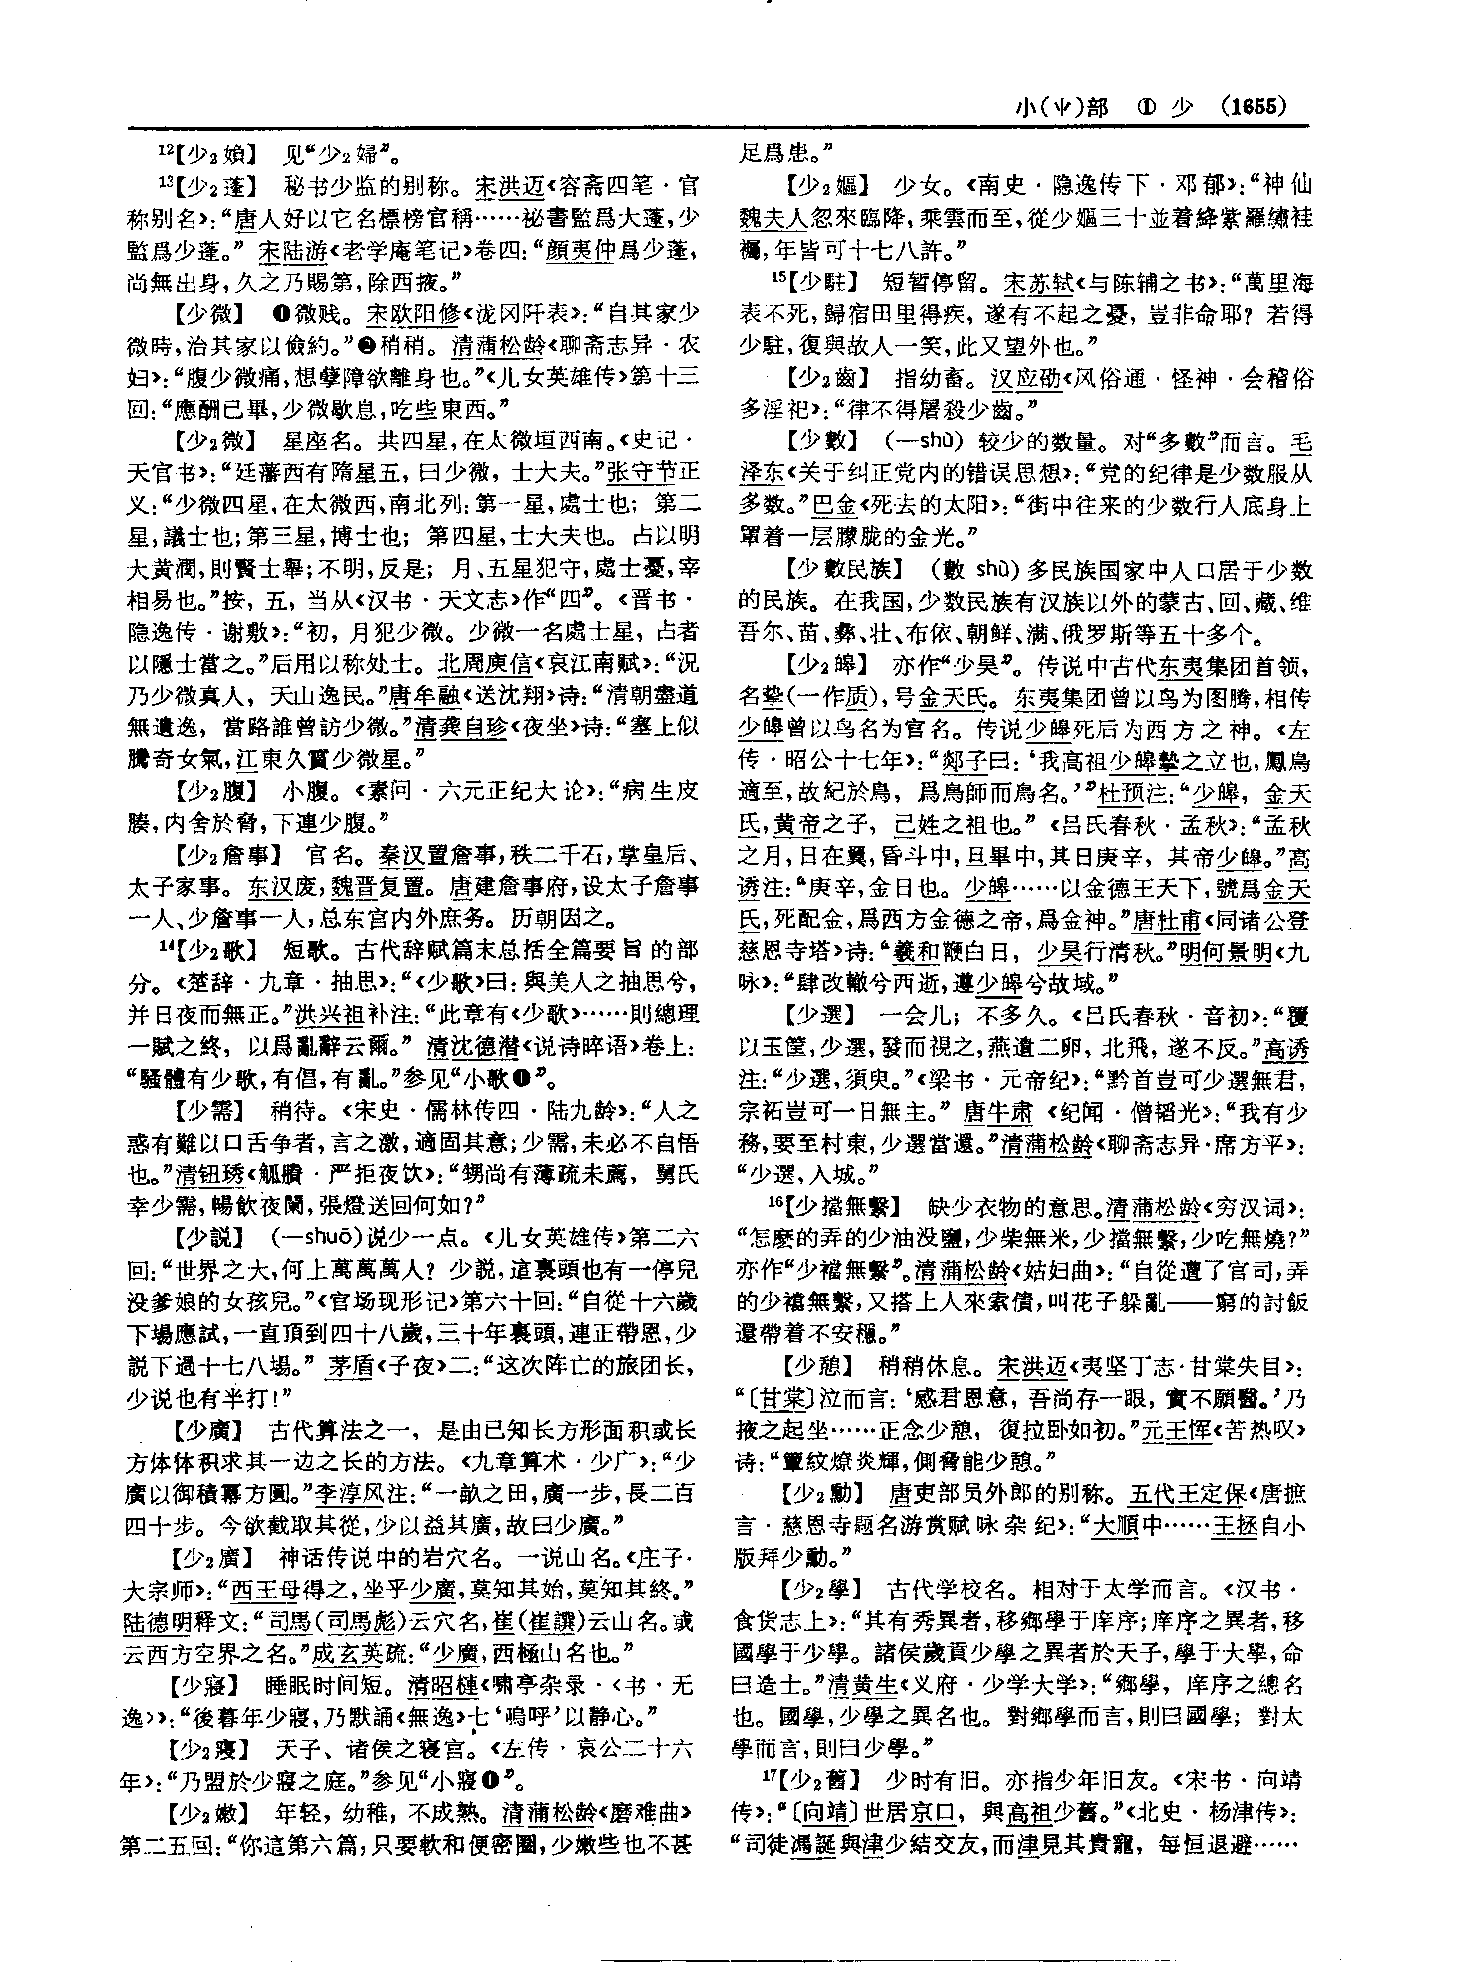 小(⺌)部 ① 少 (1655)
12【少2媍】 见“少2婦”。
13【少2蓬】 秘书少监的别称。宋洪迈《容斋四笔·官
称别名》：“唐人好以它名標榜官稱……祕書監爲大蓬，少
監爲少蓬。” 宋陆游《老学庵笔记》卷四：“顔夷仲爲少蓬，
尚無出身，久之乃賜第，除西掖。”
【少微】 ❶微贱。宋欧阳修《泷冈阡表》：“自其家少
微時，治其家以儉約。”❷稍稍。清蒲松龄《聊斋志异·农
妇》：“腹少微痛，想孽障欲離身也。”《儿女英雄传》第十三
回：“應酬已畢，少微歇息，吃些東西。”
【少2微】 星座名。共四星，在太微垣西南。《史记·
天官书》：“廷藩西有隋星五，曰少微，士大夫。”张守节正
义：“少微四星，在太微西，南北列：第一星，處士也；第二
星，議士也；第三星，博士也；第四星，士大夫也。占以明
大黄潤，則賢士舉；不明，反是；月、五星犯守，處士憂，宰
相易也。”按，五，当从《汉书·天文志》作“四”。《晋书·
隐逸传·谢敷》：“初，月犯少微。少微一名處士星，占者
以隱士當之。”后用以称处士。北周庾信《哀江南赋》：“況
乃少微真人，天山逸民。”唐牟融《送沈翔》诗：“清朝盡道
無遺逸，當路誰曾訪少微。”清龚自珍《夜坐》诗：“塞上似
騰奇女氣，江東久實少微星。”
【少2腹】 小腹。《素问·六元正纪大论》：“病生皮
腠，内舍於脅，下連少腹。”
【少2詹事】 官名。秦汉置詹事，秩二千石，掌皇后、
太子家事。东汉废，魏晋复置。唐建詹事府，设太子詹事
一人、少詹事一人，总东宫内外庶务。历朝因之。
14【少2歌】 短歌。古代辞赋篇末总括全篇要旨的部
分。《楚辞·九章·抽思》：“《少歌》曰：與美人之抽思兮，
并日夜而無正。”洪兴祖补注：“此章有《少歌》……則總理
一賦之終，以爲亂辭云爾。” 清沈德潜《说诗晬语》卷上：
“騷體有少歌，有倡，有亂。”参见“小歌❶”。
【少需】 稍待。《宋史·儒林传四·陆九龄》：“人之
惑有難以口舌争者，言之激，適固其意；少需，未必不自悟
也。”清钮琇《觚賸·严拒夜饮》：“甥尚有薄疏未薦，舅氏
幸少需，暢飲夜闌，張燈送回何如？”
【少説】 （—shuō）说少一点。《儿女英雄传》第二六
回：“世界之大，何上萬萬萬人？少説，這裏頭也有一停兒
没爹娘的女孩兒。”《官场现形记》第六十回：“自從十六歲
下場應試，一直頂到四十八歲，三十年裏頭，連正帶恩，少
説下過十七八場。” 茅盾《子夜》二：“这次阵亡的旅团长，
少说也有半打！”
【少廣】 古代算法之一，是由已知长方形面积或长
方体体积求其一边之长的方法。《九章算术·少广》：“少
廣以御積冪方圓。”李淳风注：“一畝之田，廣一步，長二百
四十步。今欲截取其從，少以益其廣，故曰少廣。”
【少2廣】 神话传说中的岩穴名。一说山名。《庄子·
大宗师》：“西王母得之，坐乎少廣，莫知其始，莫知其終。”
陆德明释文：“司馬（司馬彪）云穴名，崔（崔譔）云山名。或
云西方空界之名。”成玄英疏：“少廣，西極山名也。”
【少寢】 睡眠时间短。清昭梿《啸亭杂录·〈书·无
逸〉》：“後暮年少寢，乃默誦《無逸》七‘嗚呼’以静心。”
【少2寢】 天子、诸侯之寝宫。《左传·哀公二十六
年》：“乃盟於少寢之庭。”参见“小寢❶”。
【少2嫩】 年轻，幼稚，不成熟。清蒲松龄《磨难曲》
第二五回：“你這第六篇，只要軟和便密圈，少嫩些也不甚
足爲患。”
【少2嫗】 少女。《南史·隐逸传下·邓郁》：“神仙
魏夫人忽來臨降，乘雲而至，從少嫗三十並着絳紫羅繡袿
襹，年皆可十七八許。”
15【少駐】 短暂停留。宋苏轼《与陈辅之书》：“萬里海
表不死，歸宿田里得疾，遂有不起之憂，豈非命耶？若得
少駐，復與故人一笑，此又望外也。”
【少2齒】 指幼畜。汉应劭《风俗通·怪神·会稽俗
多淫祀》：“律不得屠殺少齒。”
【少數】 （—shù）较少的数量。对“多數”而言。毛
泽东《关于纠正党内的错误思想》：“党的纪律是少数服从
多数。”巴金《死去的太阳》：“街中往来的少数行人底身上
罩着一层朦胧的金光。”
【少數民族】 （數 shù）多民族国家中人口居于少数
的民族。在我国，少数民族有汉族以外的蒙古、回、藏、维
吾尔、苗、彝、壮、布依、朝鲜、满、俄罗斯等五十多个。
【少2皞】 亦作“少昊”。传说中古代东夷集团首领，
名挚（一作质），号金天氏。东夷集团曾以鸟为图腾，相传
少皞曾以鸟名为官名。传说少皞死后为西方之神。《左
传·昭公十七年》：“郯子曰：‘我高祖少皞摯之立也，鳳鳥
適至，故紀於鳥，爲鳥師而鳥名。’”杜预注：“少皞，金天
氏，黄帝之子，己姓之祖也。”《吕氏春秋·孟秋》：“孟秋
之月，日在翼，昏斗中，旦畢中，其日庚辛，其帝少皞。”高
诱注：“庚辛，金日也。少皞……以金德王天下，號爲金天
氏，死配金，爲西方金德之帝，爲金神。”唐杜甫《同诸公登
慈恩寺塔》诗：“羲和鞭白日，少昊行清秋。”明何景明《九
咏》：“肆改轍兮西逝，遵少皞兮故域。”
【少選】 一会儿；不多久。《吕氏春秋·音初》：“覆
以玉筐，少選，發而視之，燕遺二卵，北飛，遂不反。”高诱
注：“少選，須臾。”《梁书·元帝纪》：“黔首豈可少選無君，
宗祏豈可一日無主。” 唐牛肃《纪闻·僧韬光》：“我有少
務，要至村東，少選當還。”清蒲松龄《聊斋志异·席方平》：
“少選，入城。”
16【少擋無繫】 缺少衣物的意思。清蒲松龄《穷汉词》：
“怎麽的弄的少油没鹽，少柴無米，少擋無繫，少吃無燒？”
亦作“少襠無繫”。清蒲松龄《姑妇曲》：“自從遭了官司，弄
的少襠無繫，又搭上人來索債，叫花子躲亂——窮的討飯
還帶着不安穩。”
【少憩】 稍稍休息。宋洪迈《夷坚丁志·甘棠失目》：
“〔甘棠〕泣而言：‘感君恩意，吾尚存一眼，實不願醫。’乃
掖之起坐……正念少憩，復拉卧如初。”元王恽《苦热叹》
诗：“簟紋燎炎輝，側脅能少憩。”
【少2勳】 唐吏部员外郎的别称。五代王定保《唐摭
言·慈恩寺题名游赏赋咏杂纪》：“大順中……王拯自小
版拜少勳。”
【少2學】 古代学校名。相对于太学而言。《汉书·
食货志上》：“其有秀異者，移鄉學于庠序；庠序之異者，移
國學于少學。諸侯歲貢少學之異者於天子，學于大學，命
曰造士。”清黄生《义府·少学大学》：“鄉學，庠序之總名
也。國學，少學之異名也。對鄉學而言，則曰國學；對太
學而言，則曰少學。”
17【少2舊】 少时有旧。亦指少年旧友。《宋书·向靖
传》：“〔向靖〕世居京口，與高祖少舊。”《北史·杨津传》：
“司徒馮誕與津少結交友，而津見其貴寵，每恒退避……